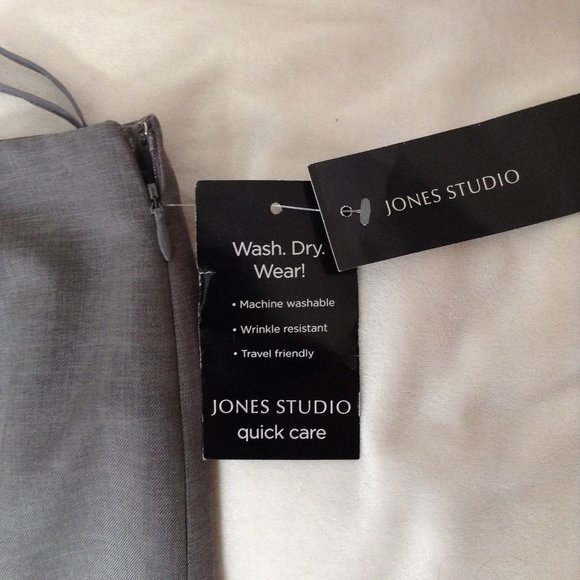 Wash. Dry.
Wear!
• Machine washable
• Wrinkle resistant
• Travel friendly
JONES STUDIO
quick care
JONES STUDIO